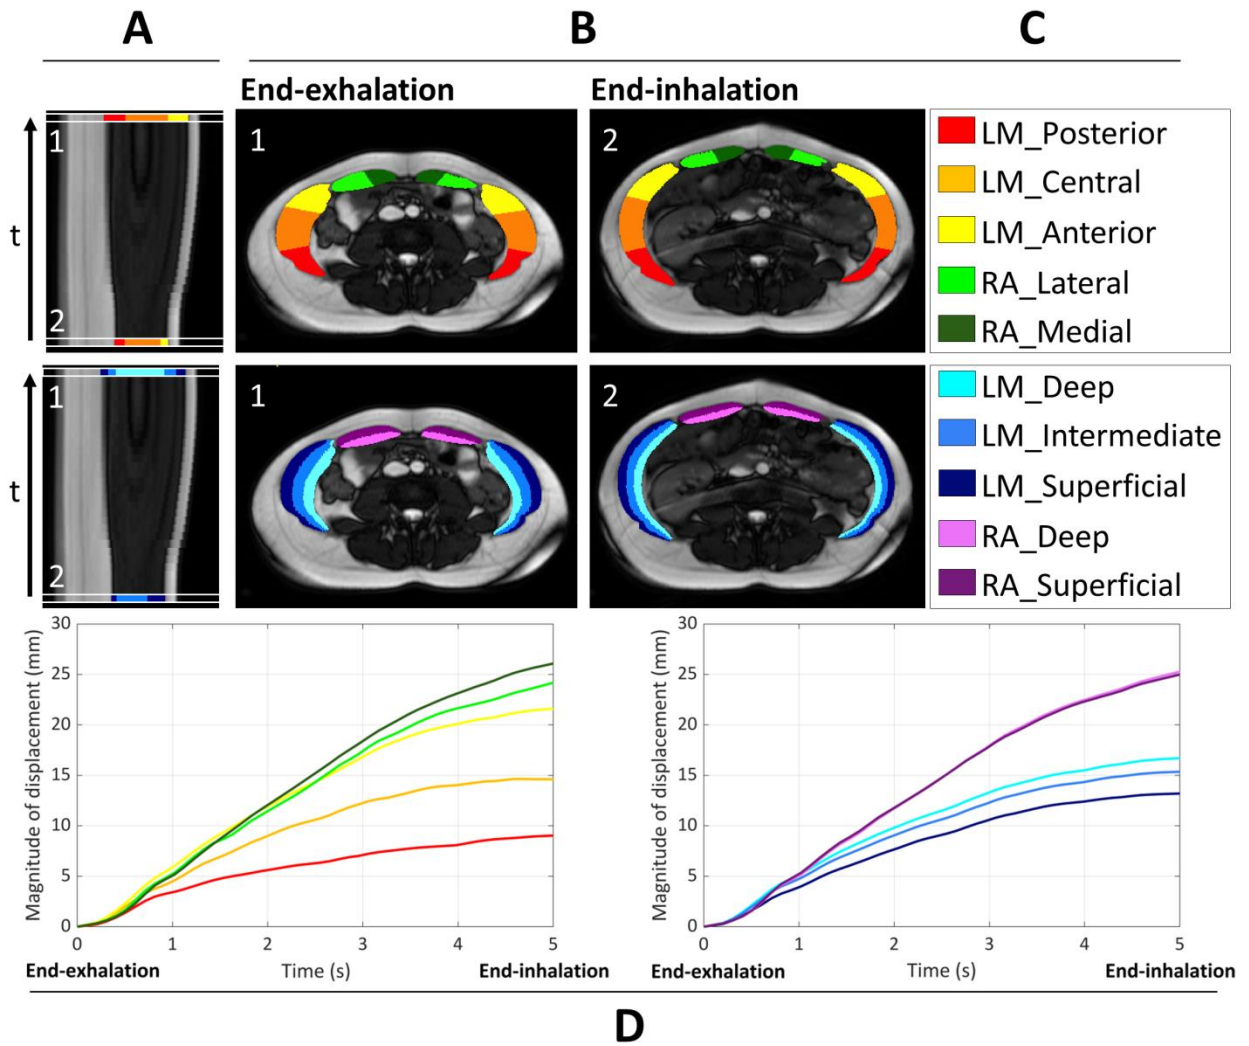 A
B
C
End-exhalation
End-inhalation
t
1
2
1
2
LM_Posterior
LM_Central
LM_Anterior
RA_Lateral
RA_Medial
t
1
2
1
2
LM_Deep
LM_Intermediate
LM_Superficial
RA_Deep
RA_Superficial
Magnitude of displacement (mm)
30
25
20
15
10
5
0
0 1 2 3 4 5
End-exhalation Time (s) End-inhalation
Magnitude of displacement (mm)
30
25
20
15
10
5
0
0 1 2 3 4 5
End-exhalation Time (s) End-inhalation
D